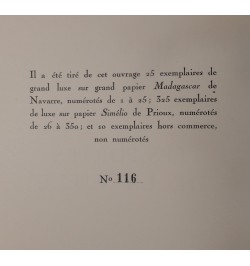 Il a été tiré de cet ouvrage 25 exemplaires de
grand luxe sur grand papier Madagascar de
Navarre, numérotés de 1 à 25 ; 325 exemplaires
de luxe sur papier Simélio de Prioux, numérotés
de 26 à 350 ; et 20 exemplaires hors commerce,
non numérotés
No 116